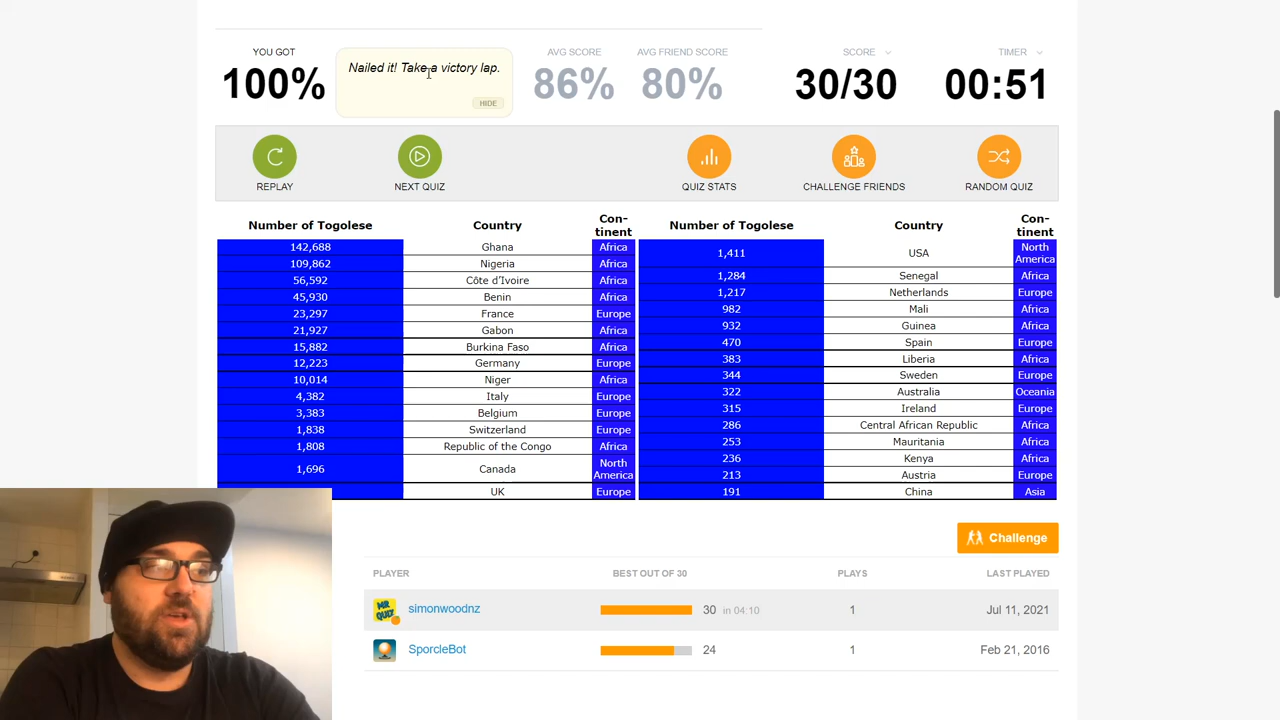 YOU GOT
100%
Nailed it! Take a victory lap.
HIDE
AVG SCORE
86%
AVG FRIEND SCORE
80%
SCORE
30/30
TIMER
00:51
REPLAY
NEXT QUIZ
QUIZ STATS
CHALLENGE FRIENDS
RANDOM QUIZ
Number of Togolese Country Con-
tinent
142,688 Ghana Africa
109,862 Nigeria Africa
56,592 Côte d'Ivoire Africa
45,930 Benin Africa
23,297 France Europe
21,927 Gabon Africa
15,882 Burkina Faso Africa
12,223 Germany Europe
10,014 Niger Africa
4,382 Italy Europe
3,383 Belgium Europe
1,838 Switzerland Europe
1,808 Republic of the Congo Africa
1,696 Canada North
America
UK Europe
Number of Togolese Country Con-
tinent
1,411 USA North
America
1,284 Senegal Africa
1,217 Netherlands Europe
982 Mali Africa
932 Guinea Africa
470 Spain Europe
383 Liberia Africa
344 Sweden Europe
322 Australia Oceania
315 Ireland Europe
286 Central African Republic Africa
253 Mauritania Africa
236 Kenya Africa
213 Austria Europe
191 China Asia
Challenge
PLAYER BEST OUT OF 30 PLAYS LAST PLAYED
MR
QUIZ
simonwoodnz 30 in 04:10 1 Jul 11, 2021
SporcleBot 24 1 Feb 21, 2016